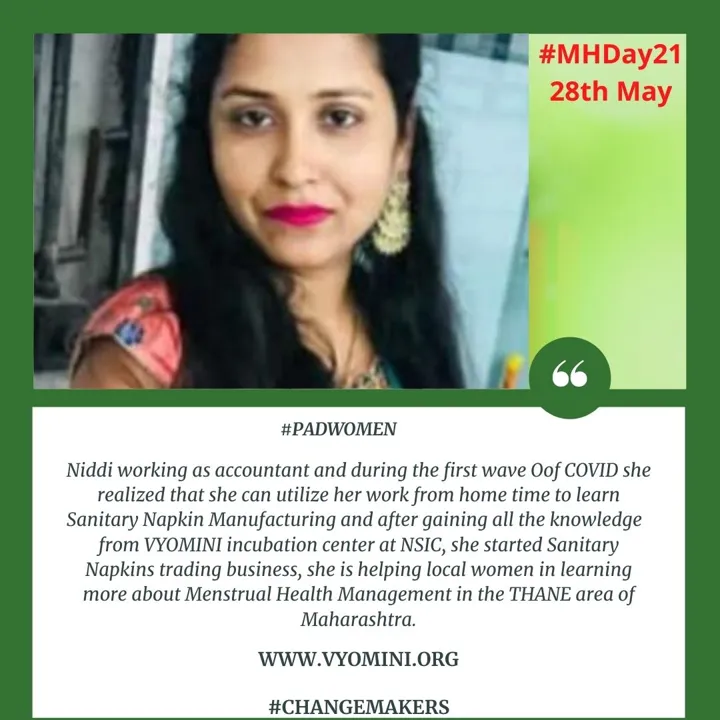 #MHDay21
28th May
#PADWOMEN
Niddi working as accountant and during the first wave Oof COVID she
realized that she can utilize her work from home time to learn
Sanitary Napkin Manufacturing and after gaining all the knowledge
from VYOMINI incubation center at NSIC, she started Sanitary
Napkins trading business, she is helping local women in learning
more about Menstrual Health Management in the THANE area of
Maharashtra.
WWW.VYOMINI.ORG
#CHANGEMAKERS